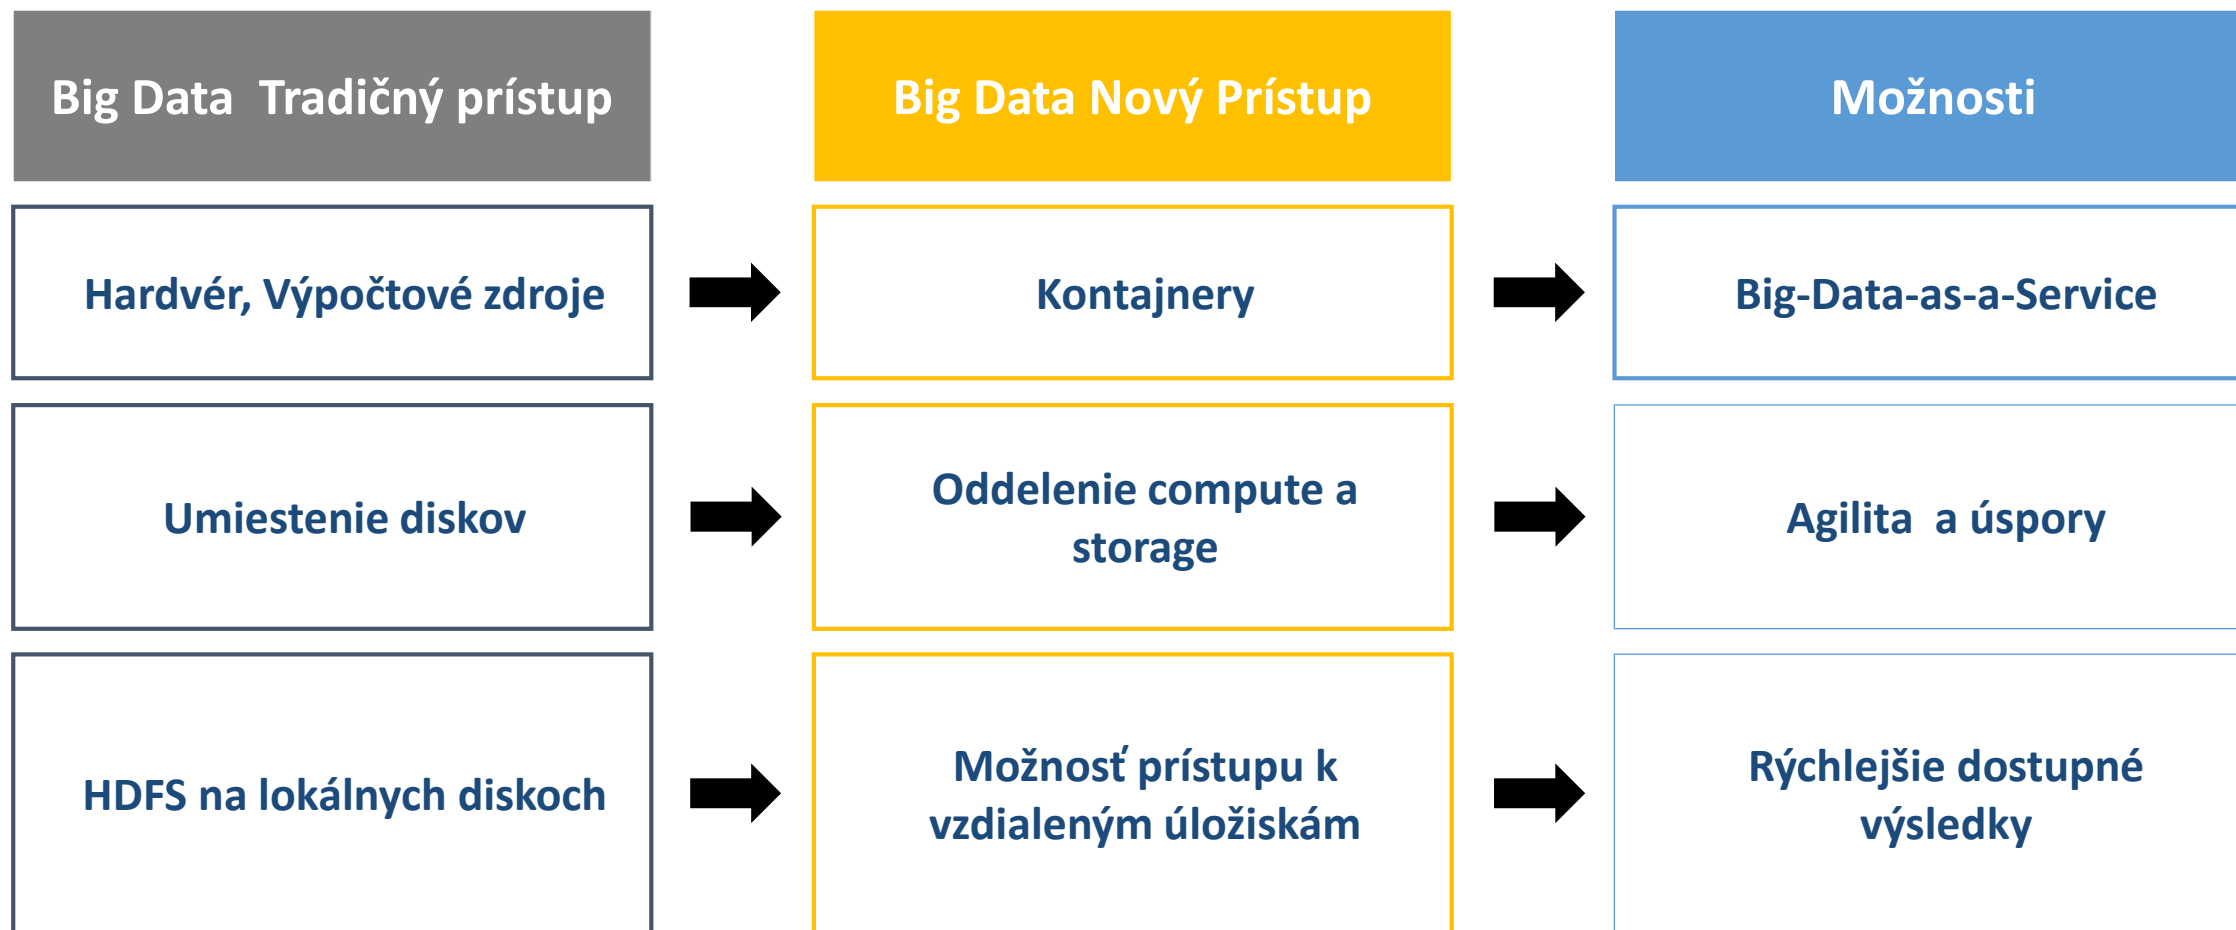 Big Data  Tradičný prístup
Big Data Nový Prístup
Možnosti
Hardvér, Výpočtové zdroje
Kontajnery
Big-Data-as-a-Service
Umiestenie diskov
Oddelenie compute a
storage
Agilita  a úspory
HDFS na lokálnych diskoch
Možnosť prístupu k
vzdialeným úložiskám
Rýchlejšie dostupné
výsledky